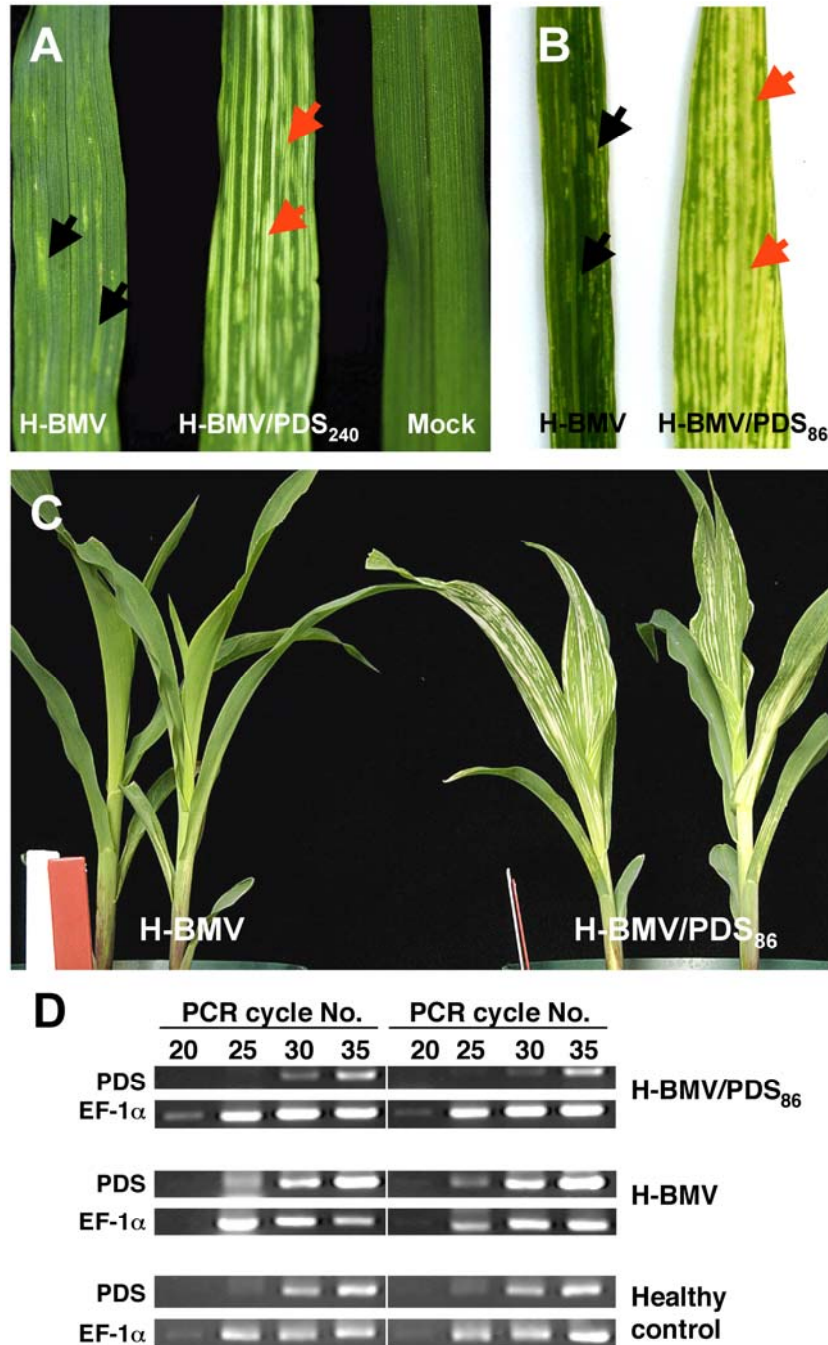 A
H-BMV
H-BMV/PDS240
Mock
B
H-BMV
H-BMV/PDS86
C
H-BMV
H-BMV/PDS86
D
PCR cycle No. PCR cycle No.
20 25 30 35 20 25 30 35
PDS
EF-1α
H-BMV/PDS86
PDS
EF-1α
H-BMV
PDS
EF-1α
Healthy
control